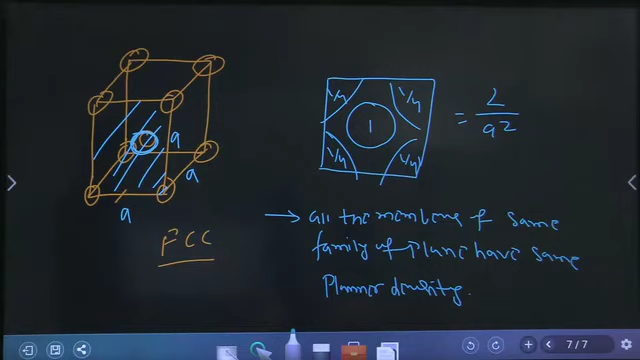 a
a
a
FCC
1/4
1/4
1
1/4
1/4
= 2/a²
→ all the members of same
family of plane have same
Planner density.
7/7